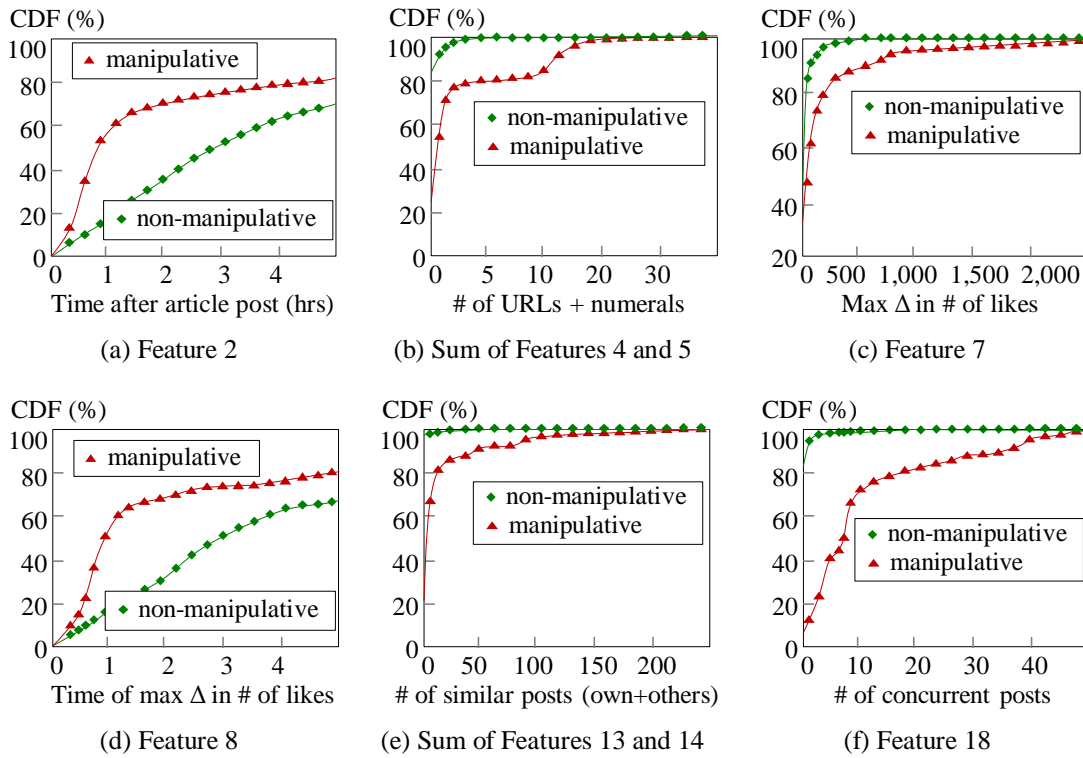 CDF (%)
100
80
60
40
20
0
manipulative
non-manipulative
0 1 2 3 4
Time after article post (hrs)
(a) Feature 2
CDF (%)
100
80
60
40
20
0
non-manipulative
manipulative
0 5 10 20 30
# of URLs + numerals
(b) Sum of Features 4 and 5
CDF (%)
100
80
60
40
20
non-manipulative
manipulative
500 1,000 1,500 2,000
Max Δ in # of likes
(c) Feature 7
CDF (%)
100
80
60
40
20
0
manipulative
non-manipulative
0 1 2 3 4
Time of max Δ in # of likes
(d) Feature 8
CDF (%)
100
80
60
40
20
0
non-manipulative
manipulative
0 50 100 150 200
# of similar posts (own+others)
(e) Sum of Features 13 and 14
CDF (%)
100
80
60
40
20
0
non-manipulative
manipulative
0 10 20 30 40
# of concurrent posts
(f) Feature 18